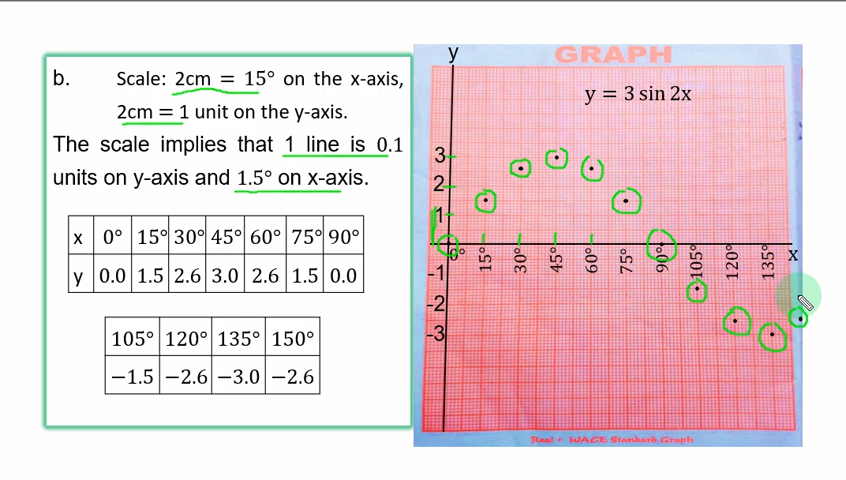 b. Scale: 2cm = 15° on the x-axis,
2cm = 1 unit on the y-axis.
The scale implies that 1 line is 0.1
units on y-axis and 1.5° on x-axis.
x 0° 15° 30° 45° 60° 75° 90°
y 0.0 1.5 2.6 3.0 2.6 1.5 0.0
105° 120° 135° 150°
−1.5 −2.6 −3.0 −2.6
y
GRAPH
y = 3 sin 2x
3
2
1
0° 15° 30° 45° 60° 75° 90° 105° 120° 135° x
-1
-2
-3
Real + WACE Standard Graph